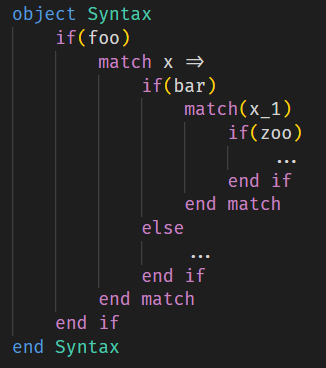 object Syntax
    if(foo)
        match x =>
            if(bar)
                match(x_1)
                    if(zoo)
                        ...
                    end if
                end match
            else
                ...
            end if
        end match
    end if
end Syntax